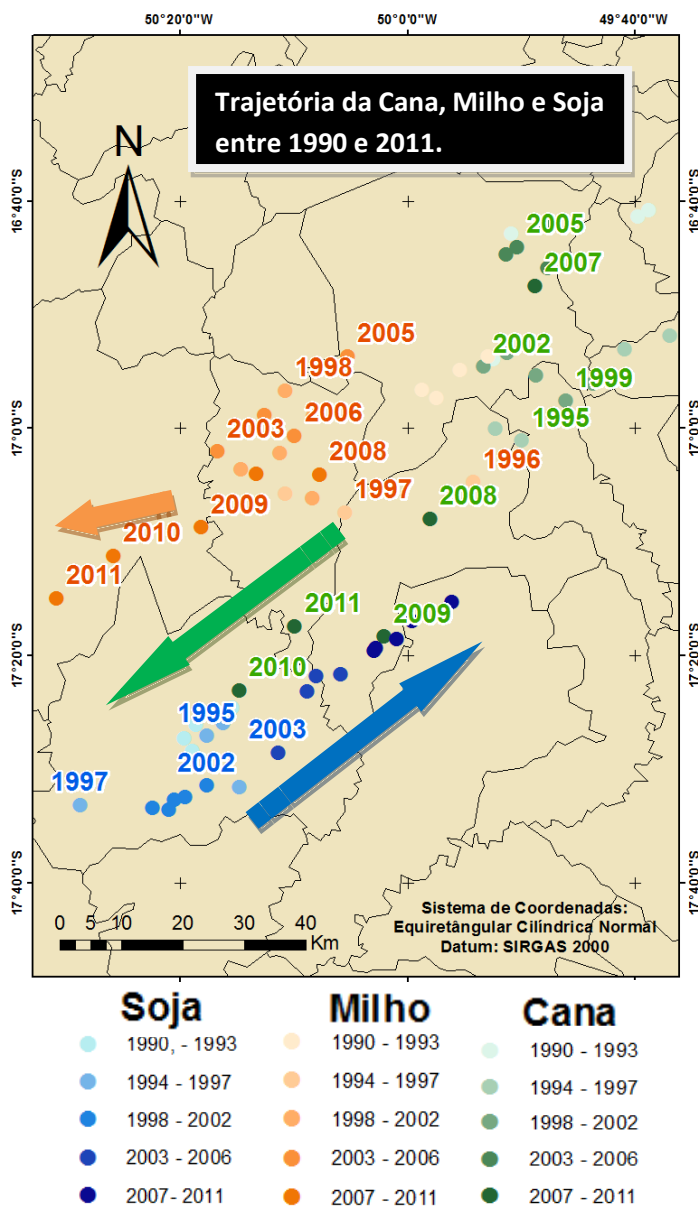 50°20'0"W 50°0'0"W 49°40'0"W
Trajetória da Cana, Milho e Soja
entre 1990 e 2011.
N
16°40'0"S 16°40'0"S
2005
2007
2005
2002
1998
1999
2006
1995
17°0'0"S 17°0'0"S
2003
2008
1996
1997
2008
2009
2010
2011
2011
2009
17°20'0"S 17°20'0"S
2010
1995
2003
2002
1997
17°40'0"S 17°40'0"S
Sistema de Coordenadas:
Equiretângular Cilíndrica Normal
Datum: SIRGAS 2000
0 5 10 20 30 40
Km
Soja Milho Cana
1990, - 1993 1990 - 1993 1990 - 1993
1994 - 1997 1994 - 1997 1994 - 1997
1998 - 2002 1998 - 2002 1998 - 2002
2003 - 2006 2003 - 2006 2003 - 2006
2007- 2011 2007 - 2011 2007 - 2011